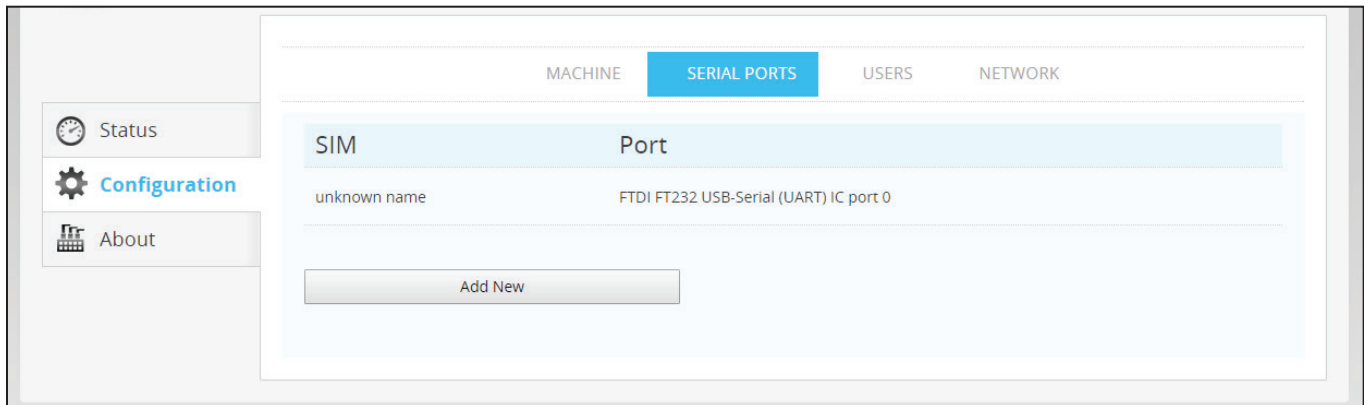 MACHINE SERIAL PORTS USERS NETWORK
Status
Configuration
About
SIM Port
unknown name FTDI FT232 USB-Serial (UART) IC port 0
Add New